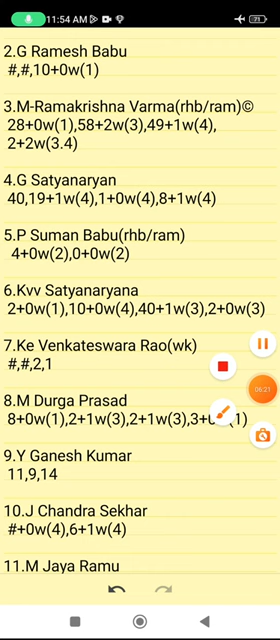 11:54 AM
71
2.G Ramesh Babu
#,#,10+0w(1)
3.M-Ramakrishna Varma(rhb/ram)©
28+0w(1),58+2w(3),49+1w(4),
2+2w(3.4)
4.G Satyanaryan
40,19+1w(4),1+0w(4),8+1w(4)
5.P Suman Babu(rhb/ram)
4+0w(2),0+0w(2)
6.Kvv Satyanaryana
2+0w(1),10+0w(4),40+1w(3),2+0w(3)
7.Ke Venkateswara Rao(wk)
#,#,2,1
06:21
8.M Durga Prasad
8+0w(1),2+1w(3),2+1w(3),3+ (1)
9.Y Ganesh Kumar
11,9,14
10.J Chandra Sekhar
#+0w(4),6+1w(4)
11.M Jaya Ramu